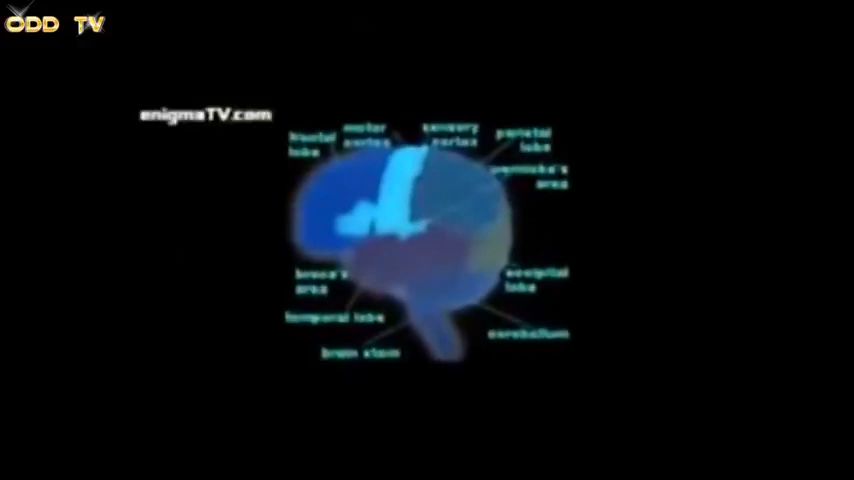 ODD TV
enigmaTV.com
frontal
lobe
motor
cortex
sensory
cortex
parietal
lobe
area
broca's
area
occipital
lobe
temporal lobe
cerebellum
brain stem